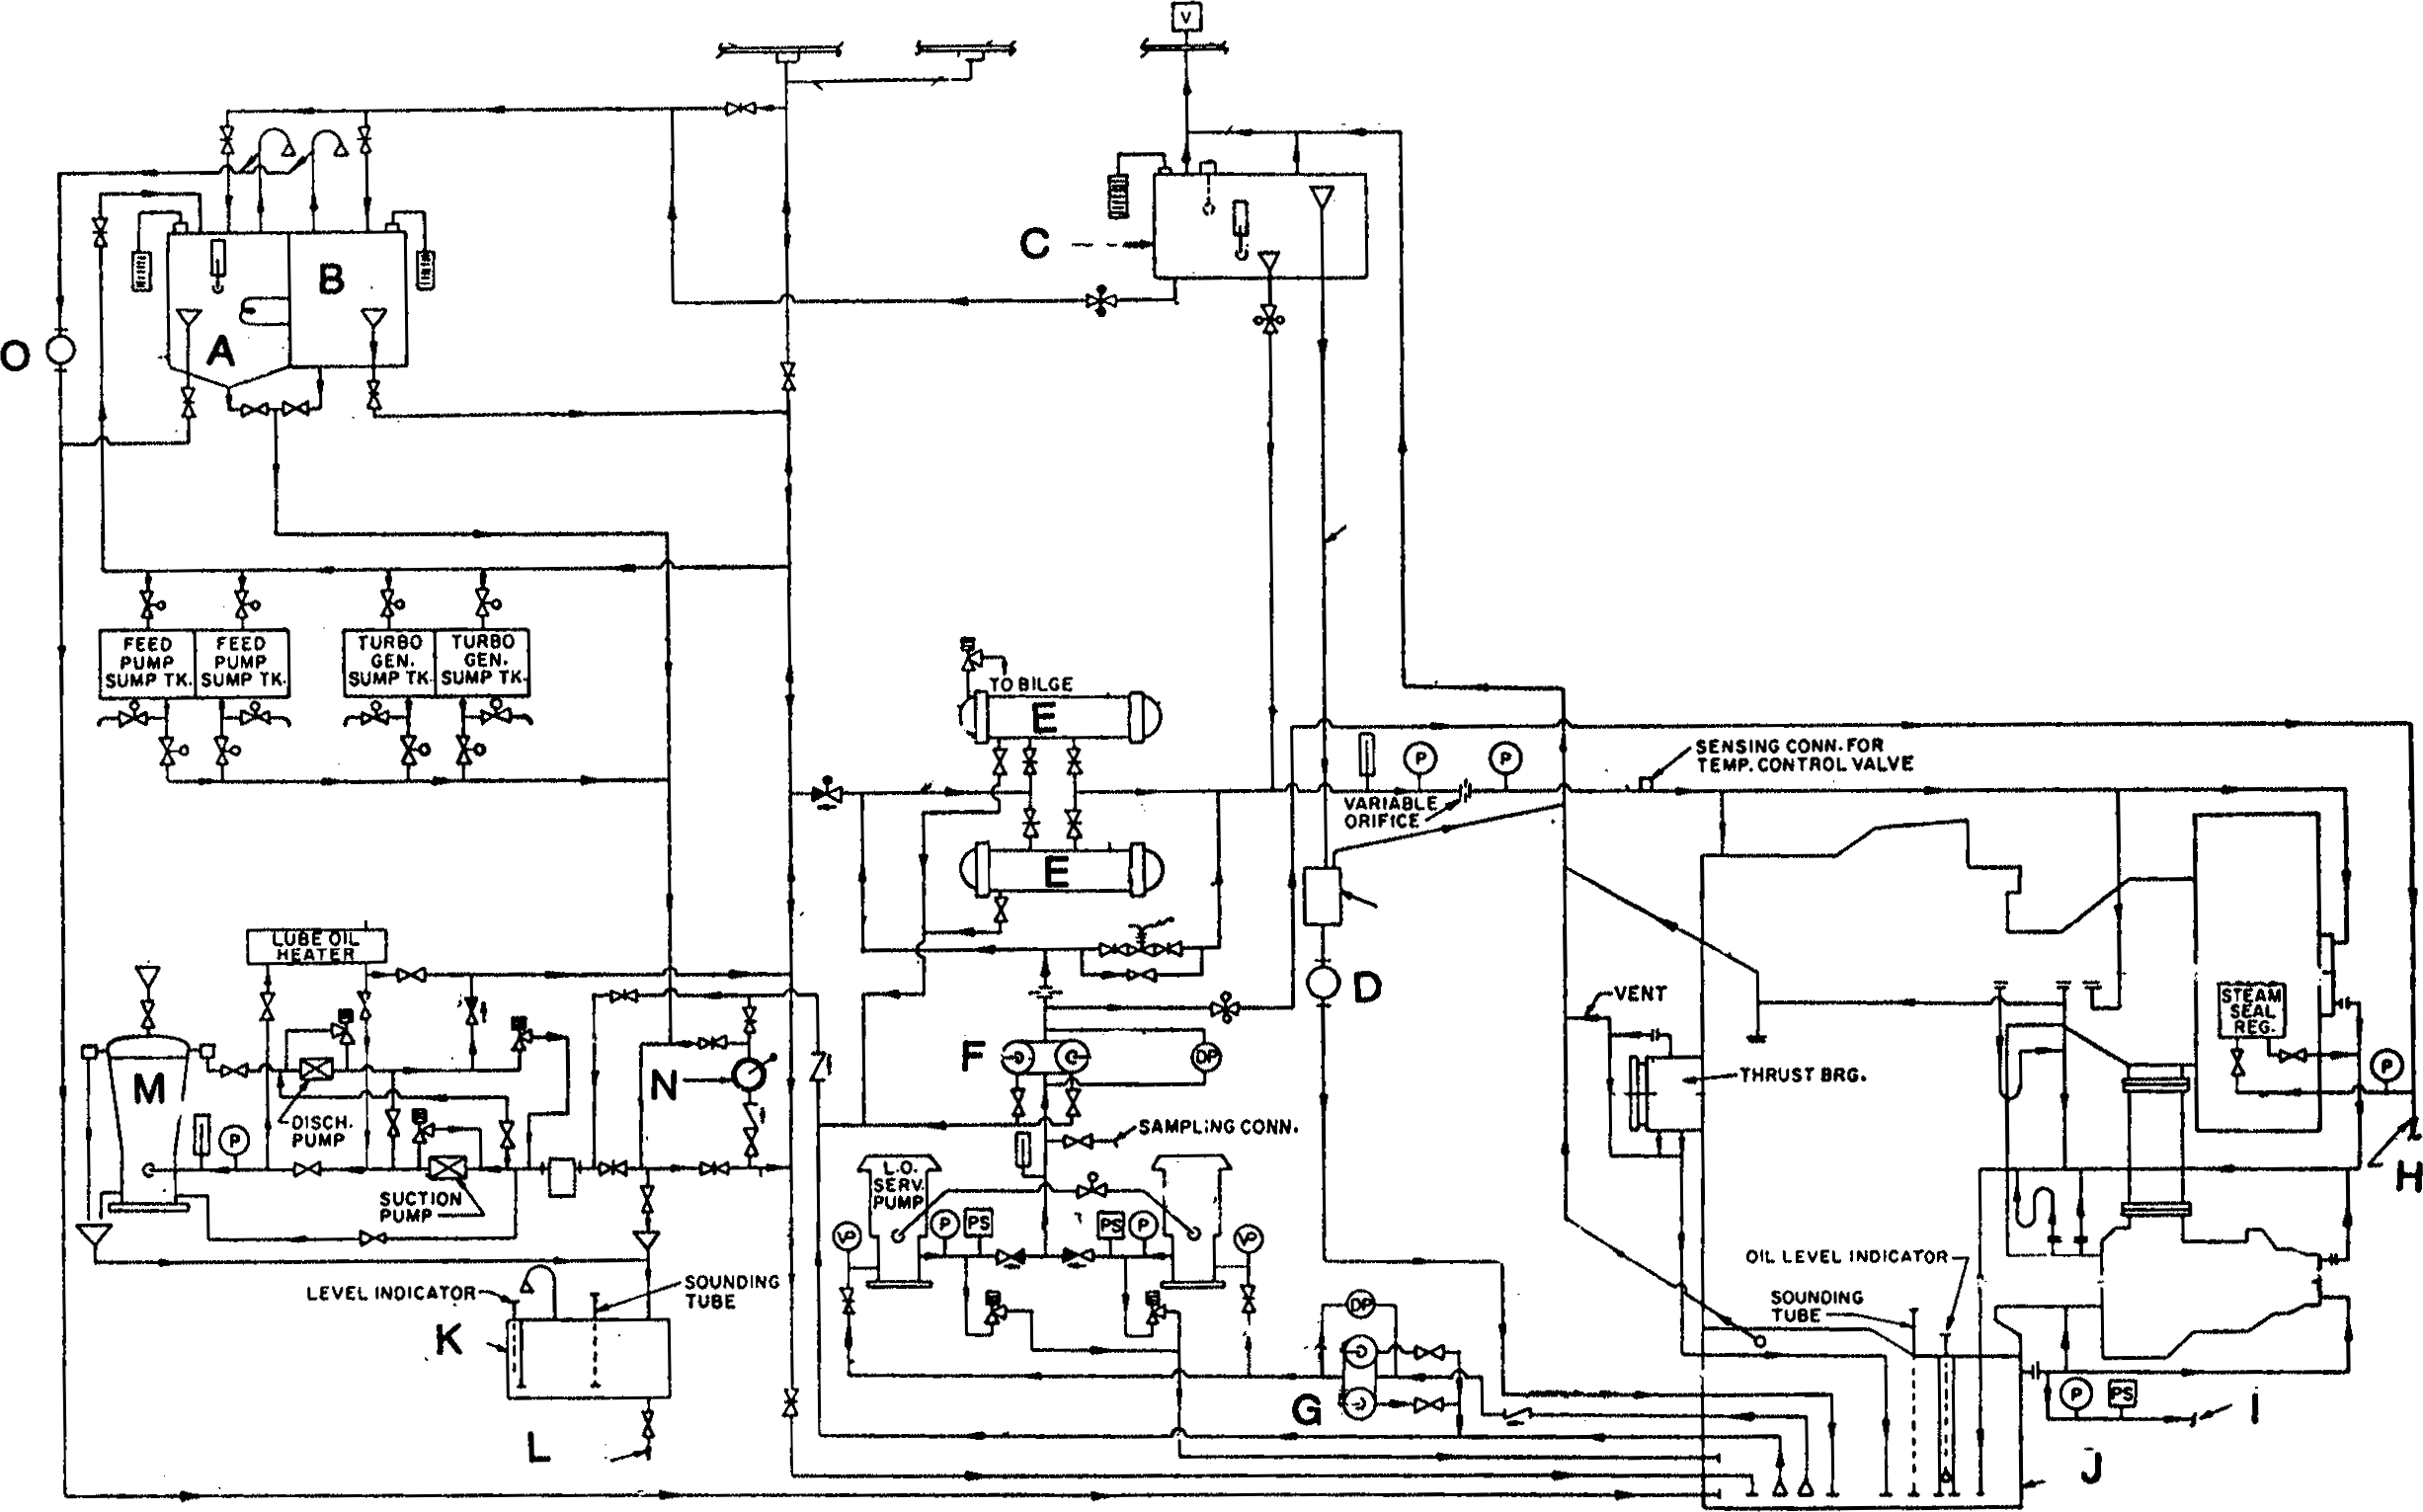 V
C
B
A
O
FEED
PUMP
SUMP TK.
FEED
PUMP
SUMP TK.
TURBO
GEN.
SUMP TK.
TURBO
GEN.
SUMP TK.
TO BILGE
E
E
P
P
SENSING CONN. FOR
TEMP. CONTROL VALVE
VARIABLE
ORIFICE
LUBE OIL
HEATER
D
VENT
STEAM
SEAL
REG.
F
DP
N
M
THRUST BRG.
P
DISCH.
PUMP
P
SAMPLING CONN.
H
SUCTION
PUMP
L.O.
SERV.
PUMP
P
PS
PS
P
VP
VP
OIL LEVEL INDICATOR
LEVEL INDICATOR
SOUNDING
TUBE
SOUNDING
TUBE
K
DP
G
P
PS
I
L
J